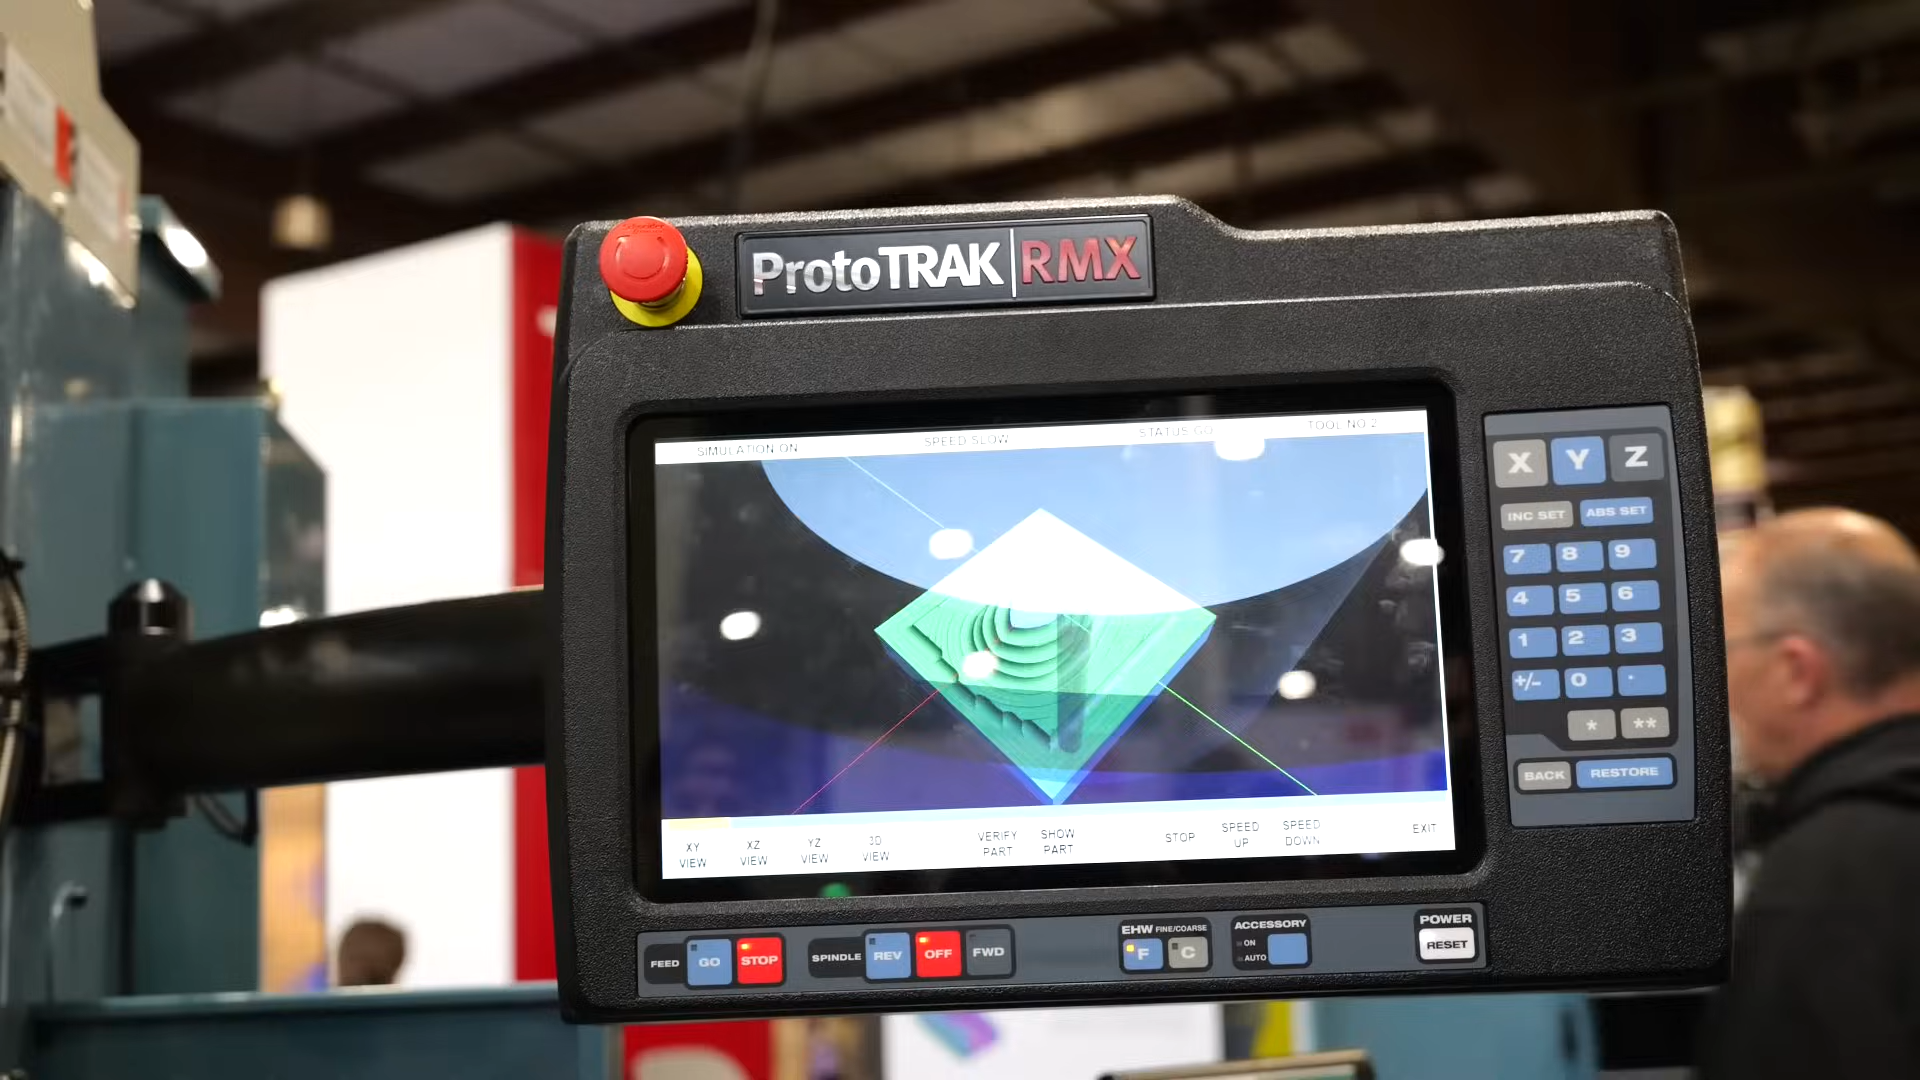 ProtoTRAK RMX
SIMULATION ON SPEED SLOW STATUS GO TOOL NO 2
X Y Z
INC SET ABS SET
7 8 9
4 5 6
1 2 3
+/- 0 .
* **
BACK RESTORE
XY VIEW
XZ VIEW
YZ VIEW
3D VIEW
VERIFY PART
SHOW PART
STOP
SPEED UP
SPEED DOWN
EXIT
FEED GO STOP
SPINDLE REV OFF FWD
EHW FINE/COARSE
F C
ACCESSORY
ON
AUTO
POWER
RESET